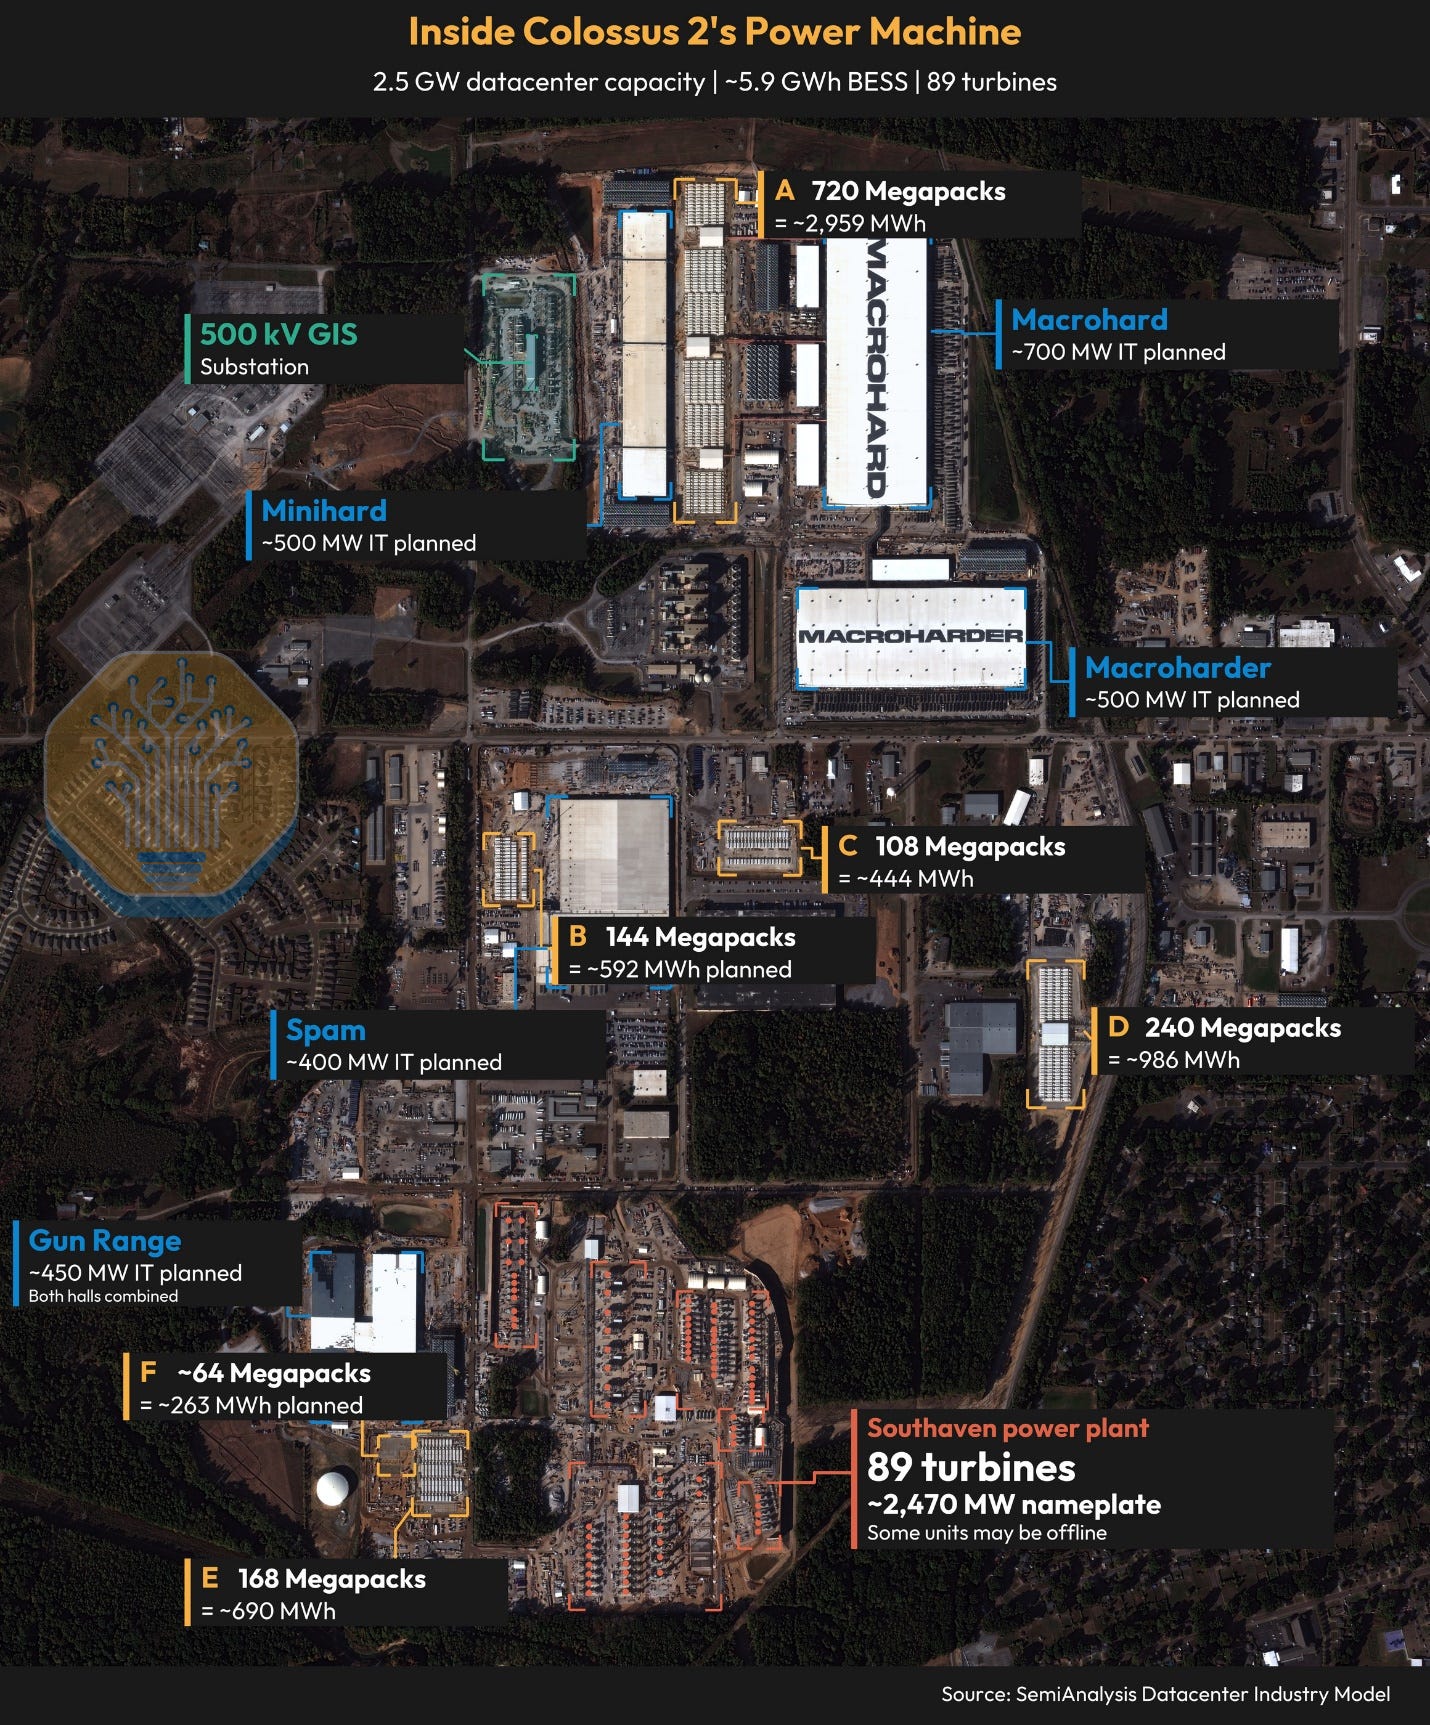 Inside Colossus 2's Power Machine
2.5 GW datacenter capacity | ~5.9 GWh BESS | 89 turbines
A 720 Megapacks
= ~2,959 MWh
MACROHARD
500 kV GIS
Substation
Macrohard
~700 MW IT planned
Minihard
~500 MW IT planned
MACROHARDER
Macroharder
~500 MW IT planned
C 108 Megapacks
= ~444 MWh
B 144 Megapacks
= ~592 MWh planned
Spam
~400 MW IT planned
D 240 Megapacks
= ~986 MWh
Gun Range
~450 MW IT planned
Both halls combined
F ~64 Megapacks
= ~263 MWh planned
Southaven power plant
89 turbines
~2,470 MW nameplate
Some units may be offline
E 168 Megapacks
= ~690 MWh
Source: SemiAnalysis Datacenter Industry Model